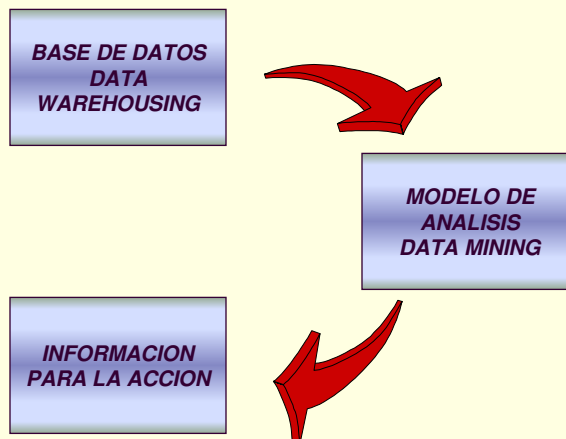 BASE DE DATOS
DATA
WAREHOUSING
MODELO DE
ANALISIS
DATA MINING
INFORMACION
PARA LA ACCION